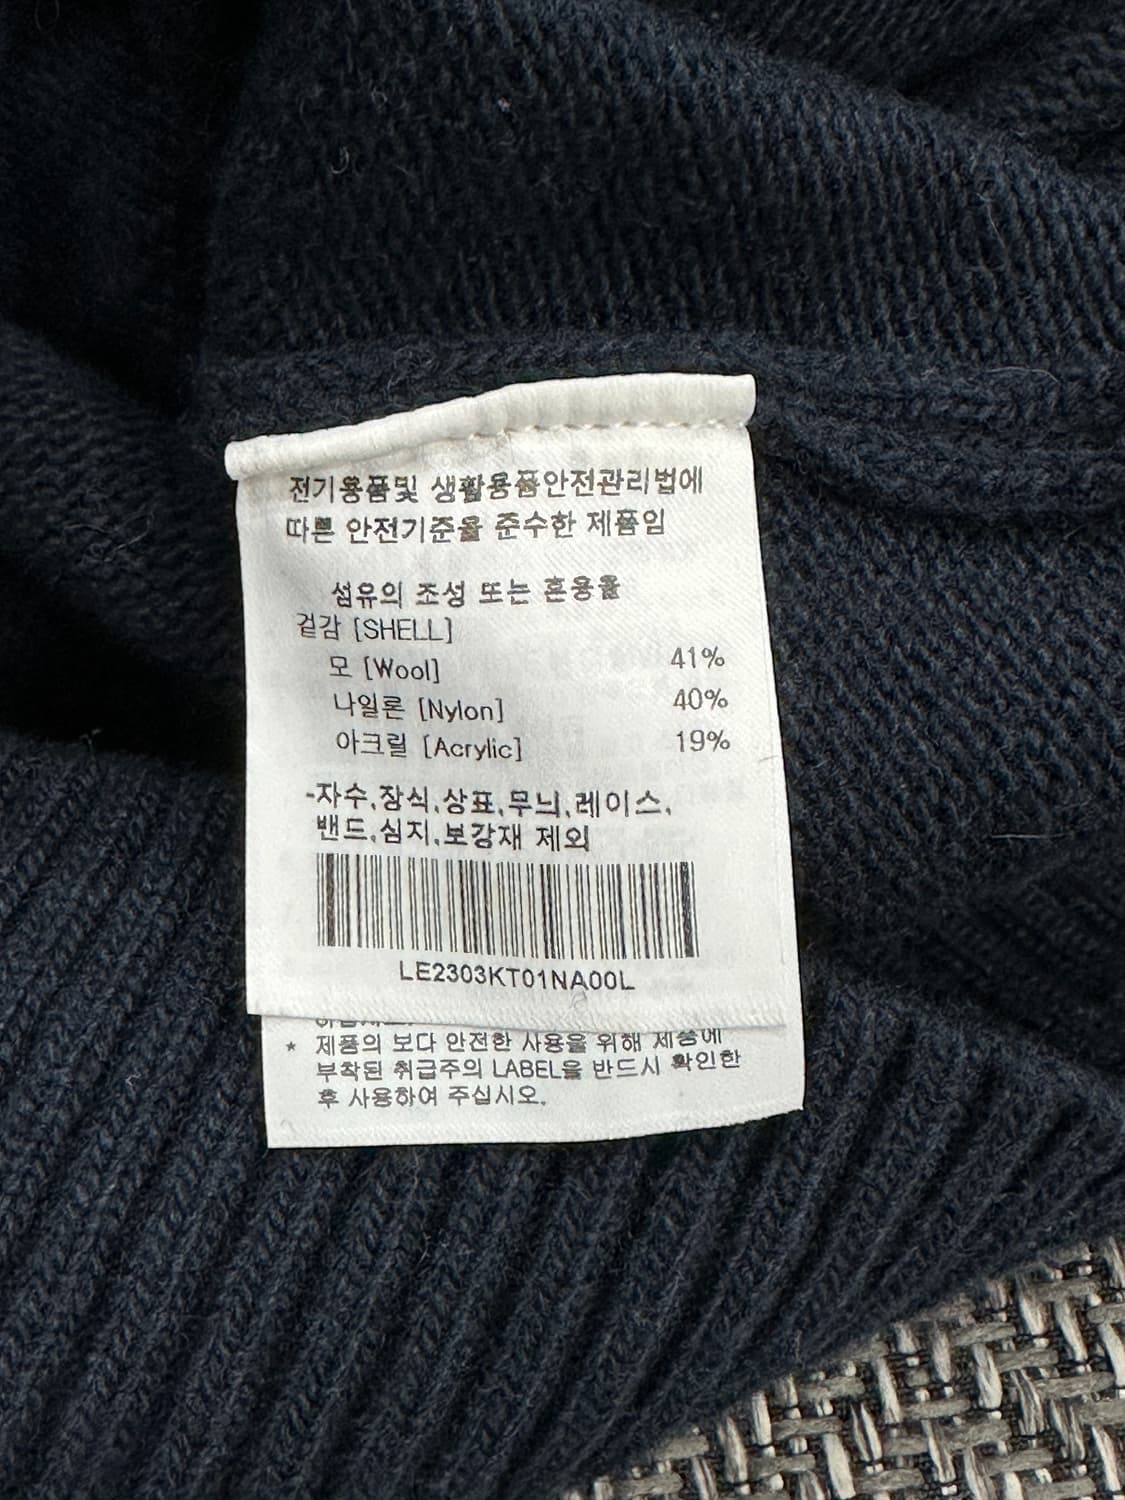 전기용품및 생활용품안전관리법에
따른 안전기준을 준수한 제품임
섬유의 조성 또는 혼용율
겉감 [SHELL]
모 [Wool] 41%
나일론 [Nylon] 40%
아크릴 [Acrylic] 19%
-자수,장식,상표,무늬,레이스,
밴드,심지,보강재 제외
LE2303KT01NA00L
* 제품의 보다 안전한 사용을 위해 제품에
부착된 취급주의 LABEL을 반드시 확인한
후 사용하여 주십시오.